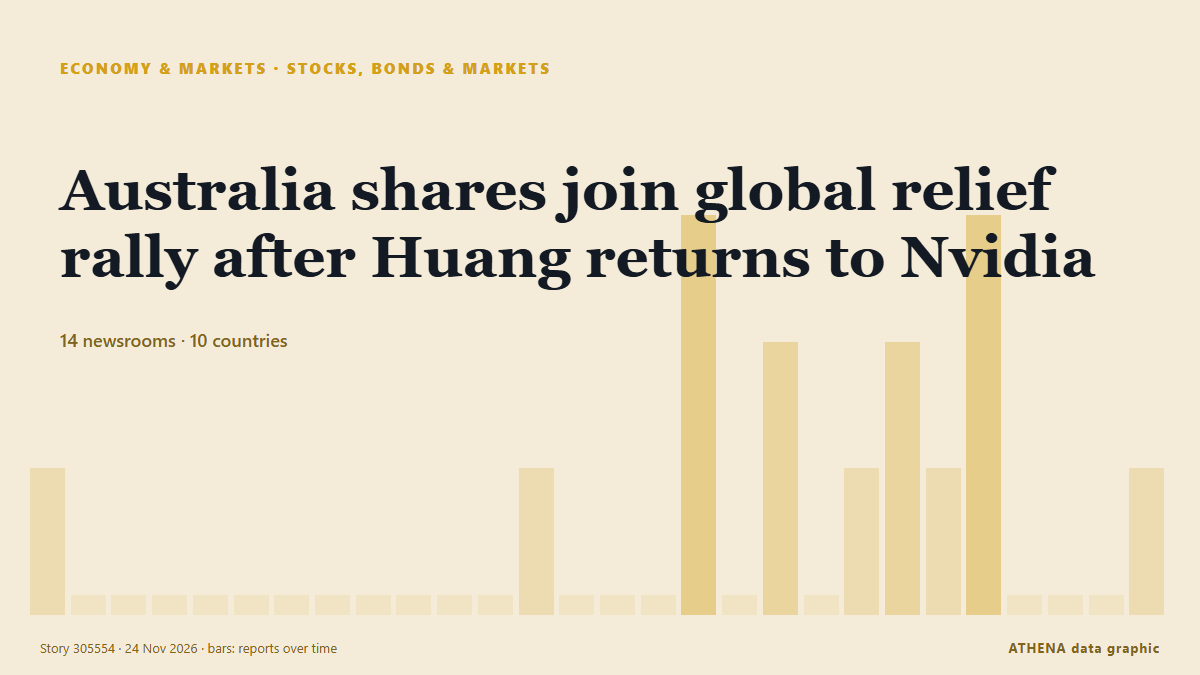 ECONOMY & MARKETS · STOCKS, BONDS & MARKETS
Australia shares join global relief
rally after Huang returns to Nvidia
14 newsrooms · 10 countries
Story 305554 · 24 Nov 2026 · bars: reports over time
ATHENA data graphic